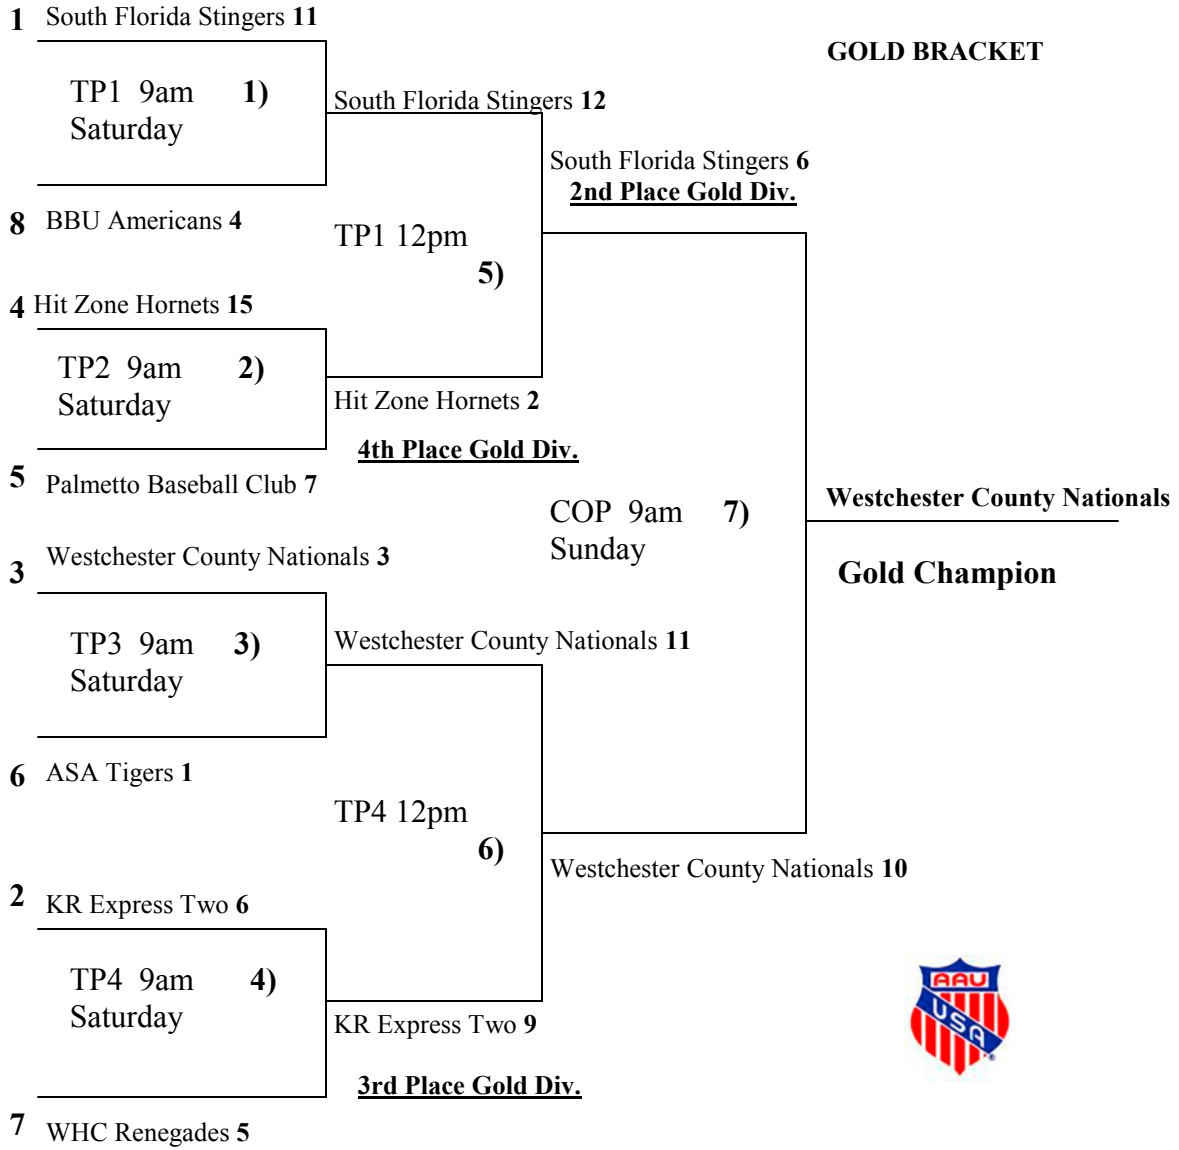 1 South Florida Stingers 11
GOLD BRACKET
TP1 9am 1)
Saturday
South Florida Stingers 12
South Florida Stingers 6
2nd Place Gold Div.
8 BBU Americans 4
TP1 12pm
5)
4 Hit Zone Hornets 15
TP2 9am 2)
Saturday
Hit Zone Hornets 2
4th Place Gold Div.
5 Palmetto Baseball Club 7
Westchester County Nationals
COP 9am 7)
Sunday
Gold Champion
3 Westchester County Nationals 3
TP3 9am 3)
Saturday
Westchester County Nationals 11
6 ASA Tigers 1
TP4 12pm
6)
Westchester County Nationals 10
2 KR Express Two 6
TP4 9am 4)
Saturday
KR Express Two 9
3rd Place Gold Div.
7 WHC Renegades 5
AAU
USA